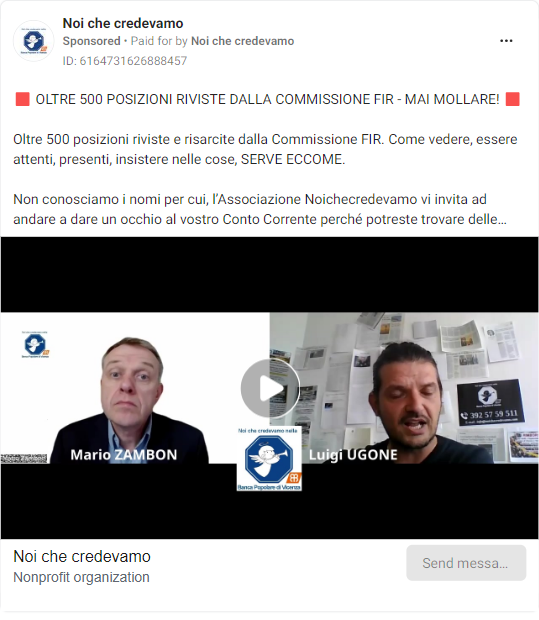 Noi che credevamo
Sponsored • Paid for by Noi che credevamo
ID: 6164731626888457
🟥 OLTRE 500 POSIZIONI RIVISTE DALLA COMMISSIONE FIR - MAI MOLLARE! 🟥
Oltre 500 posizioni riviste e risarcite dalla Commissione FIR. Come vedere, essere
attenti, presenti, insistere nelle cose, SERVE ECCOME.
Non conosciamo i nomi per cui, l'Associazione Noichecredevamo vi invita ad
andare a dare un occhio al vostro Conto Corrente perché potreste trovare delle...
Mario ZAMBON
Noi che credevamo nella
Banca Popolare di Vicenza
Luigi UGONE
392 57 59 511
Noi che credevamo
Nonprofit organization
Send messa...